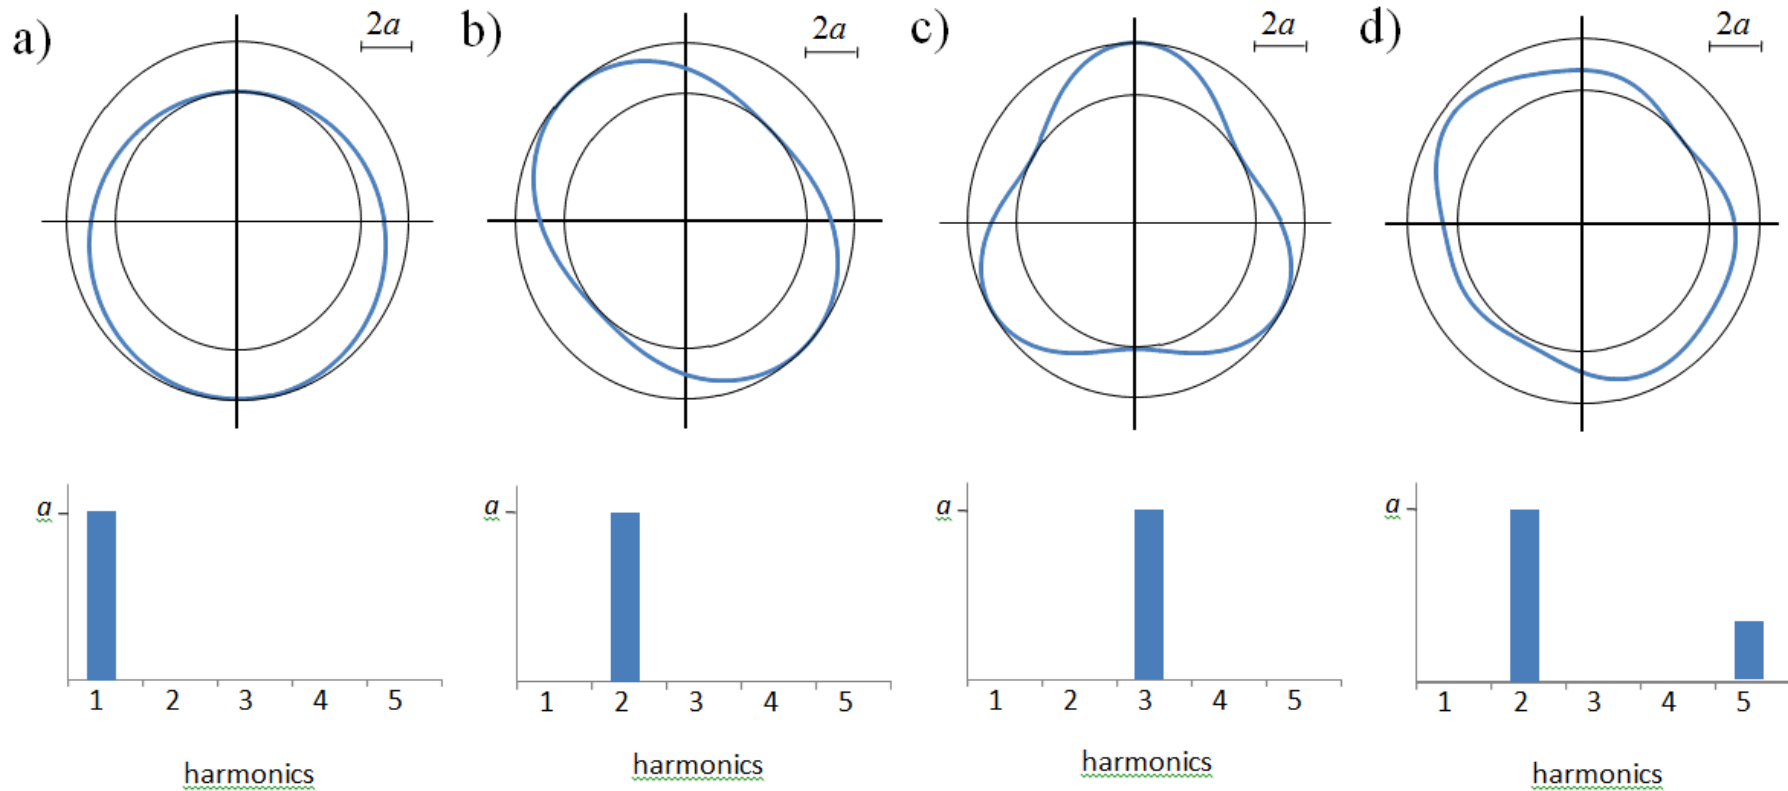 a) 2a b) 2a c) 2a d) 2a
a a a a
1 2 3 4 5 1 2 3 4 5 1 2 3 4 5 1 2 3 4 5
harmonics harmonics harmonics harmonics